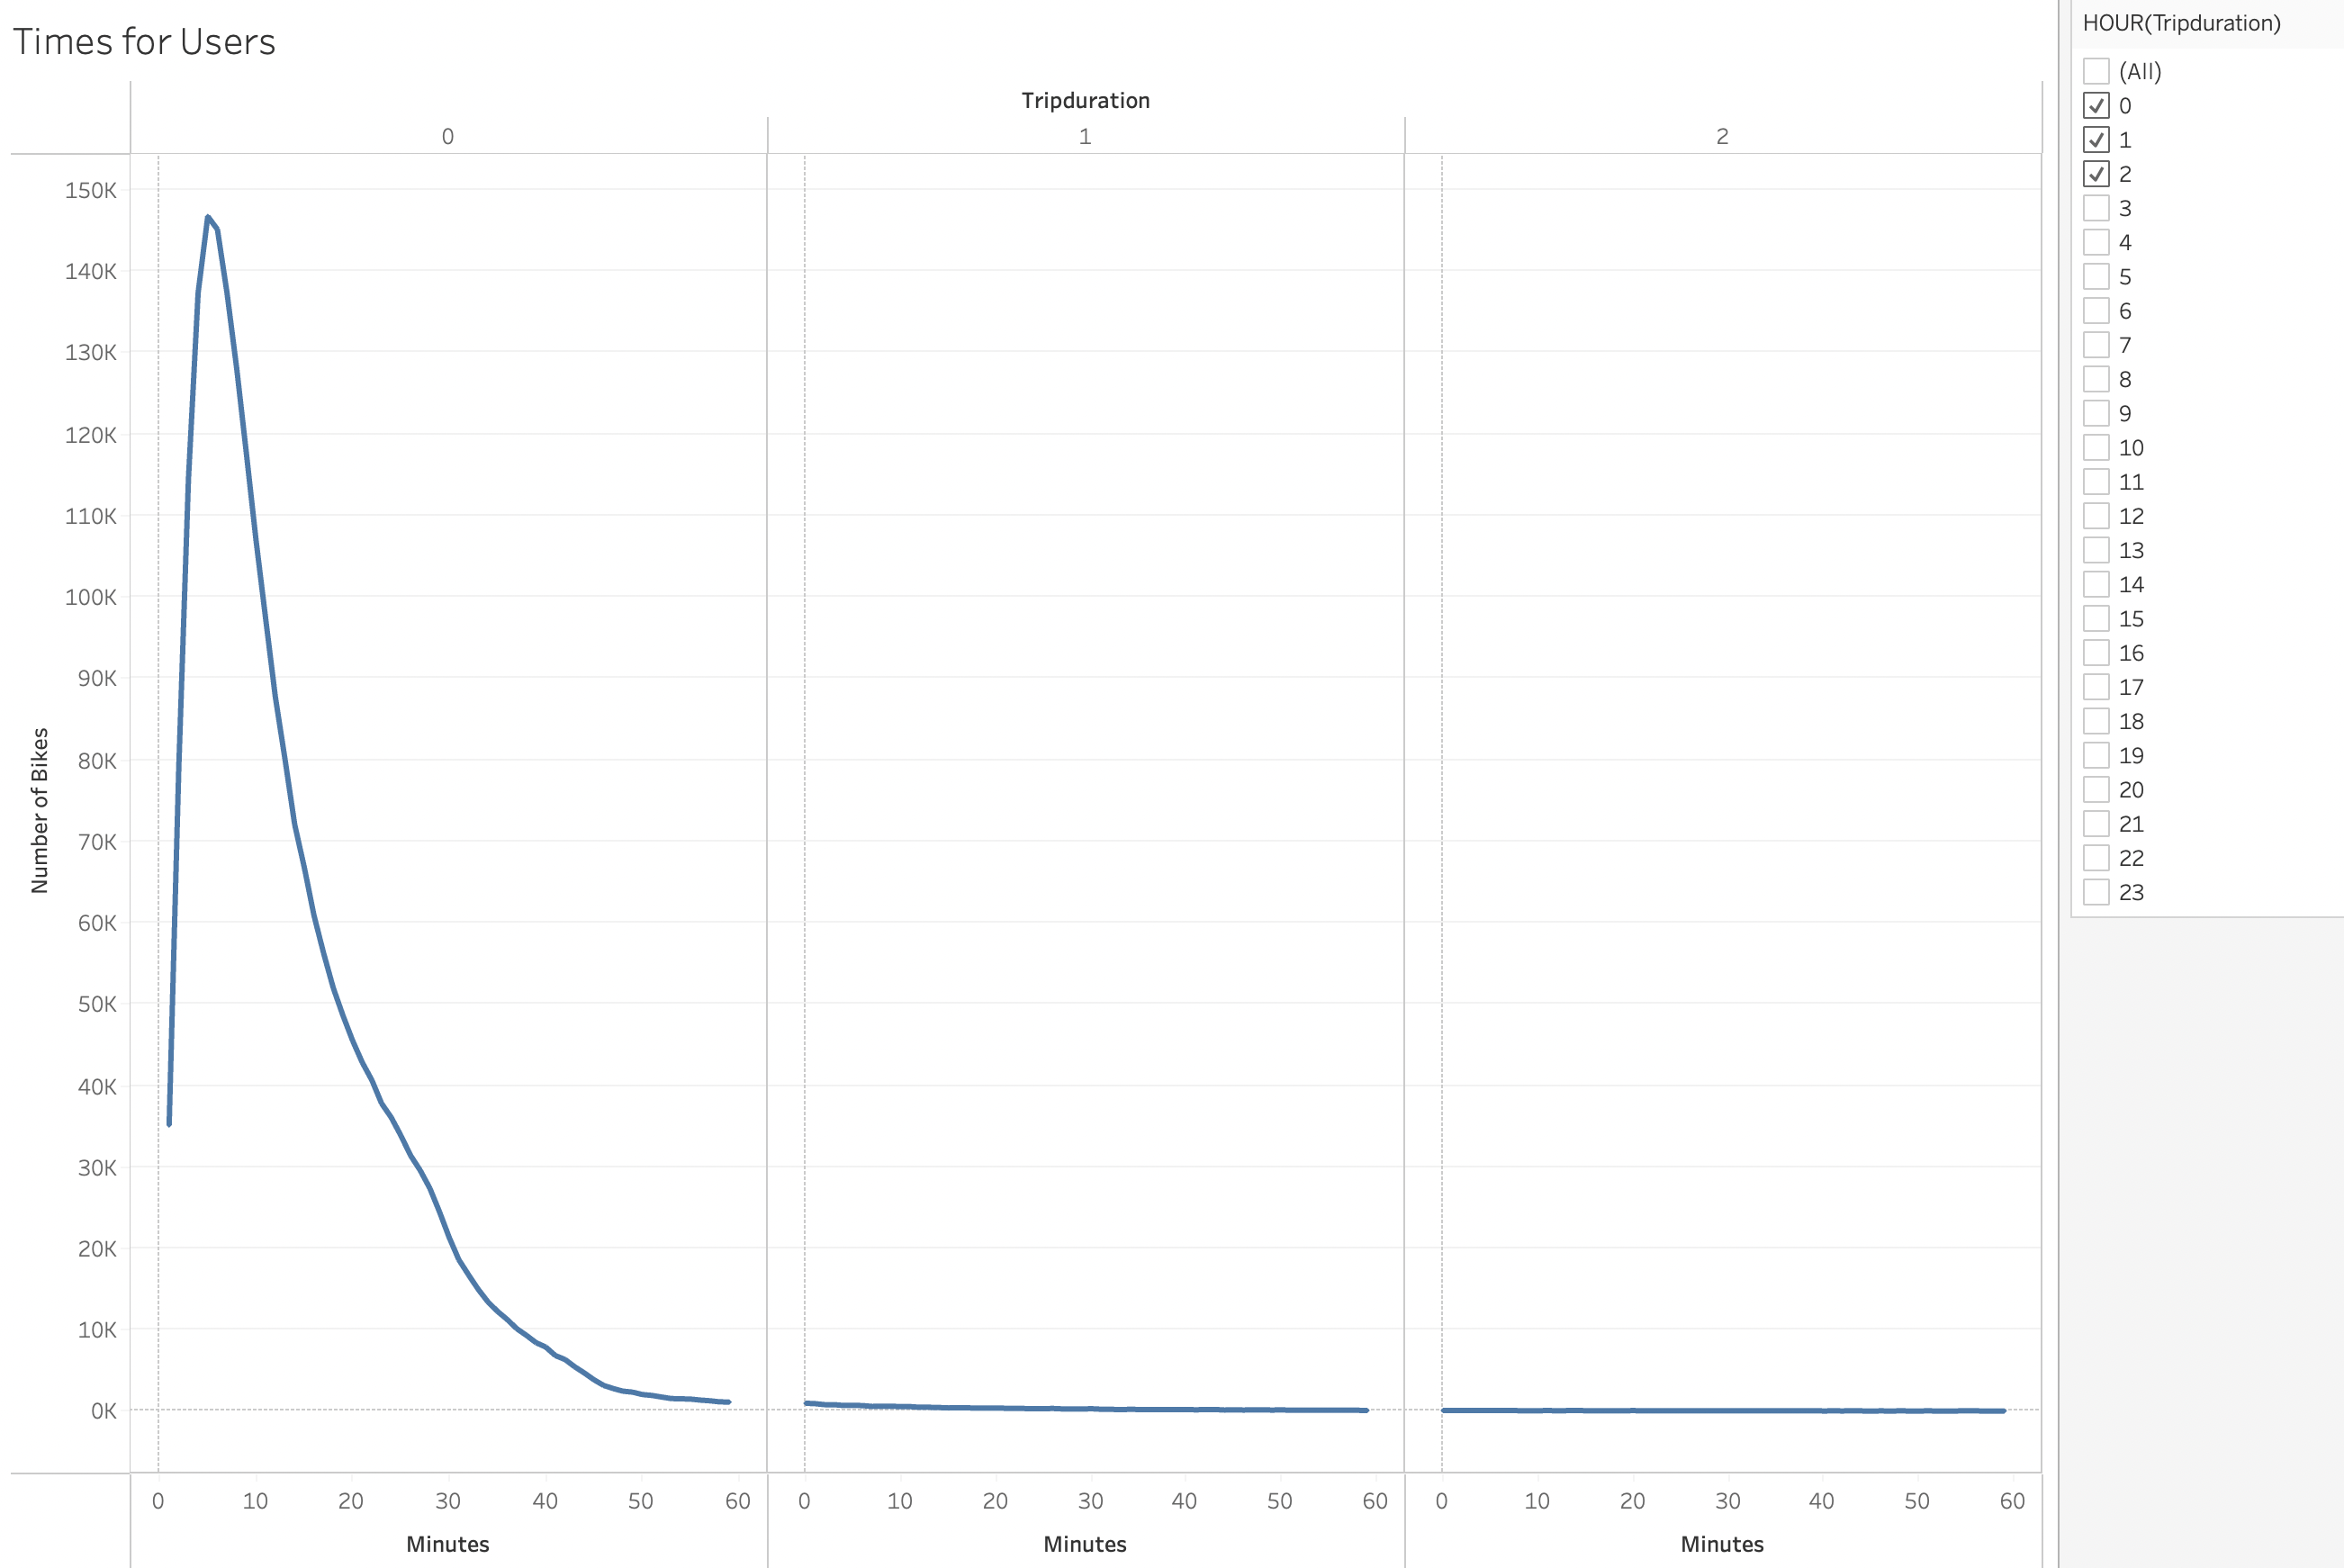 Times for Users
Tripduration
0 1 2
150K
140K
130K
120K
110K
100K
90K
80K
70K
60K
50K
40K
30K
20K
10K
0K
Number of Bikes
0 10 20 30 40 50 60 0 10 20 30 40 50 60 0 10 20 30 40 50 60
Minutes Minutes Minutes
HOUR(Tripduration)
(All)
0
1
2
3
4
5
6
7
8
9
10
11
12
13
14
15
16
17
18
19
20
21
22
23